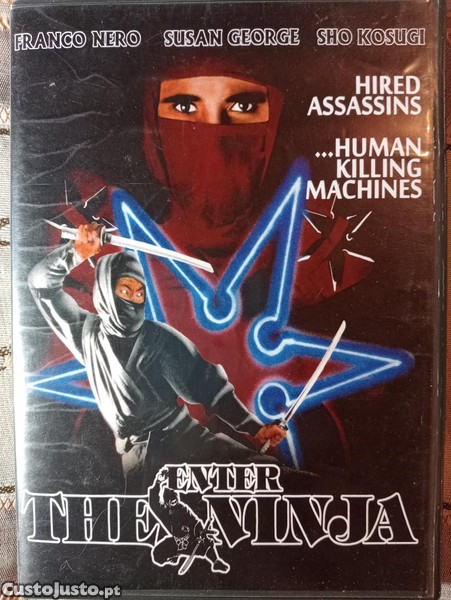 FRANCO NERO SUSAN GEORGE SHO KOSUGI
HIRED
ASSASSINS
...HUMAN
KILLING
MACHINES
ENTER
THE NINJA
CustoJusto.pt